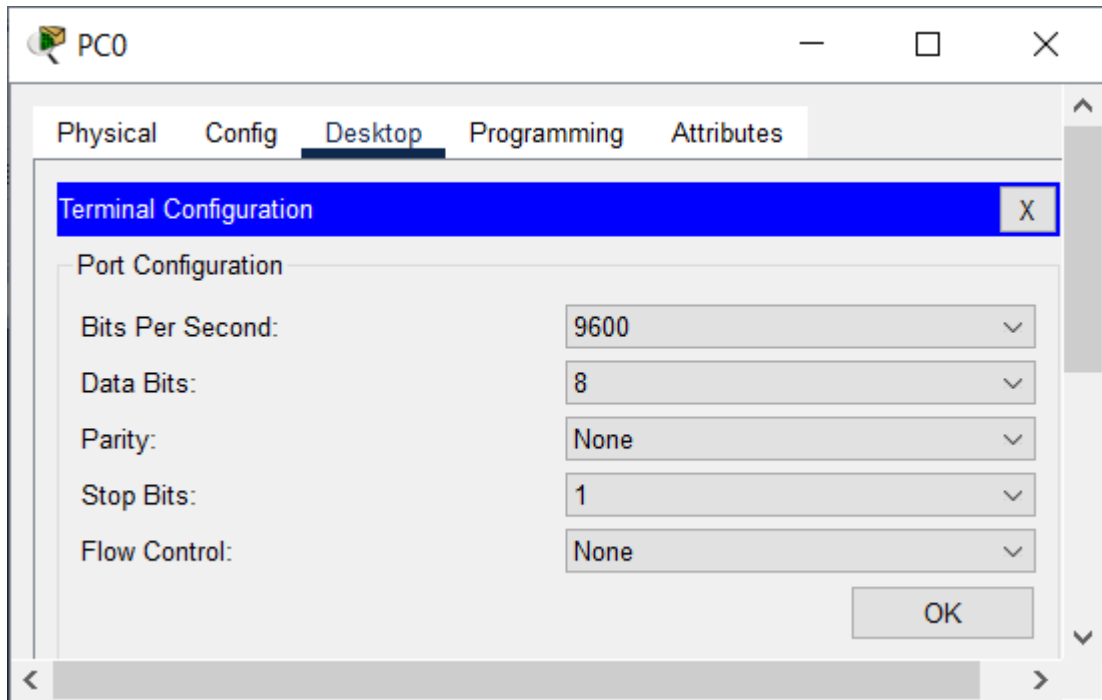 PC0
Physical Config Desktop Programming Attributes
Terminal Configuration X
Port Configuration
Bits Per Second: 9600
Data Bits: 8
Parity: None
Stop Bits: 1
Flow Control: None
OK